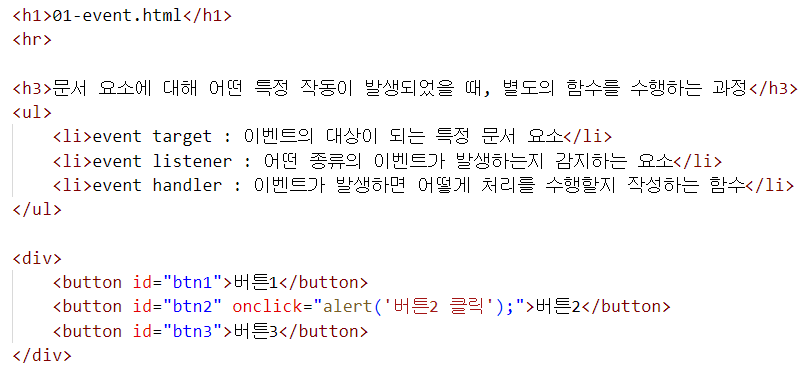 <h1>01-event.html</h1>
<hr>
<h3>문서 요소에 대해 어떤 특정 작동이 발생되었을 때, 별도의 함수를 수행하는 과정</h3>
<ul>
<li>event target : 이벤트의 대상이 되는 특정 문서 요소</li>
<li>event listener : 어떤 종류의 이벤트가 발생하는지 감지하는 요소</li>
<li>event handler : 이벤트가 발생하면 어떻게 처리를 수행할지 작성하는 함수</li>
</ul>
<div>
<button id="btn1">버튼1</button>
<button id="btn2" onclick="alert('버튼2 클릭');">버튼2</button>
<button id="btn3">버튼3</button>
</div>